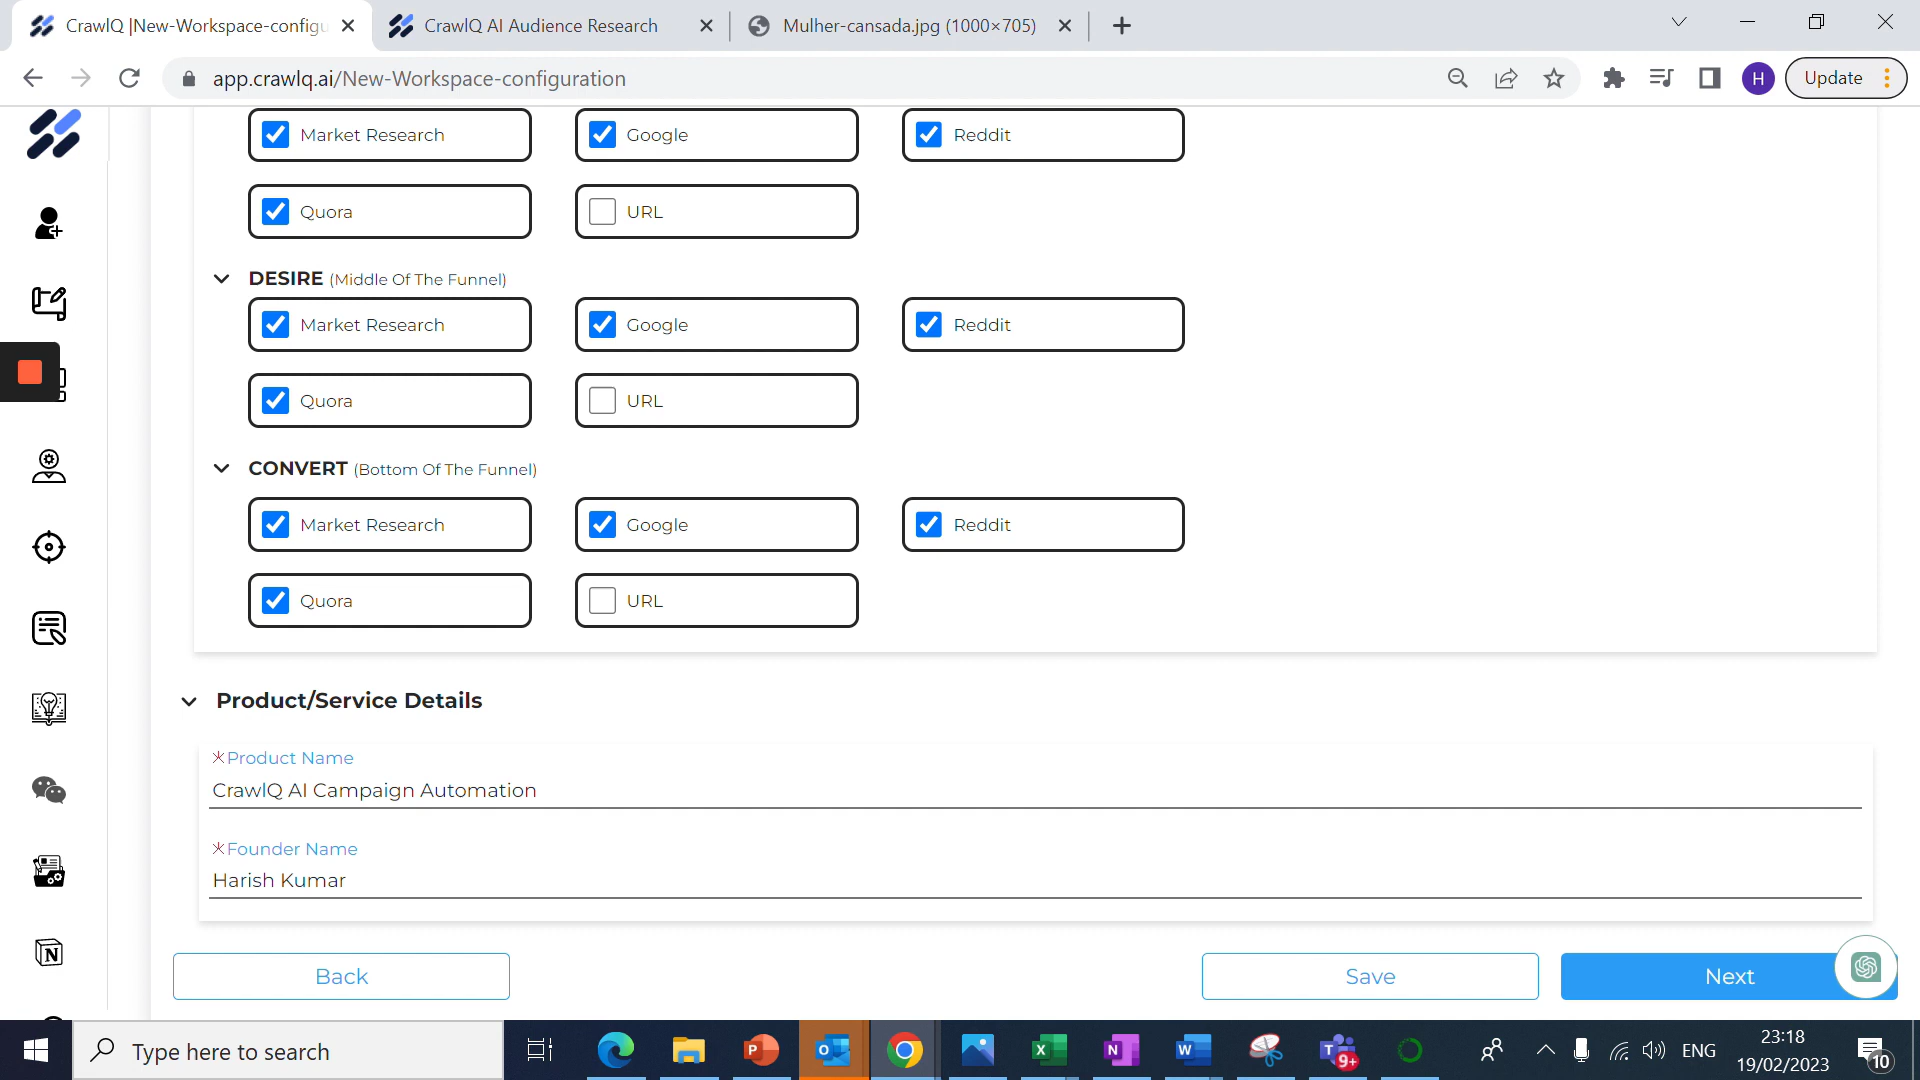 CrawlQ |New-Workspace-configu
CrawlQ AI Audience Research
Mulher-cansada.jpg (1000×705)
app.crawlq.ai/New-Workspace-configuration
H
Update
Market Research
Google
Reddit
Quora
URL
DESIRE (Middle Of The Funnel)
Market Research
Google
Reddit
Quora
URL
CONVERT (Bottom Of The Funnel)
Market Research
Google
Reddit
Quora
URL
Product/Service Details
*Product Name
CrawlQ AI Campaign Automation
*Founder Name
Harish Kumar
Back
Save
Next
Type here to search
9+
ENG
23:18
19/02/2023
10